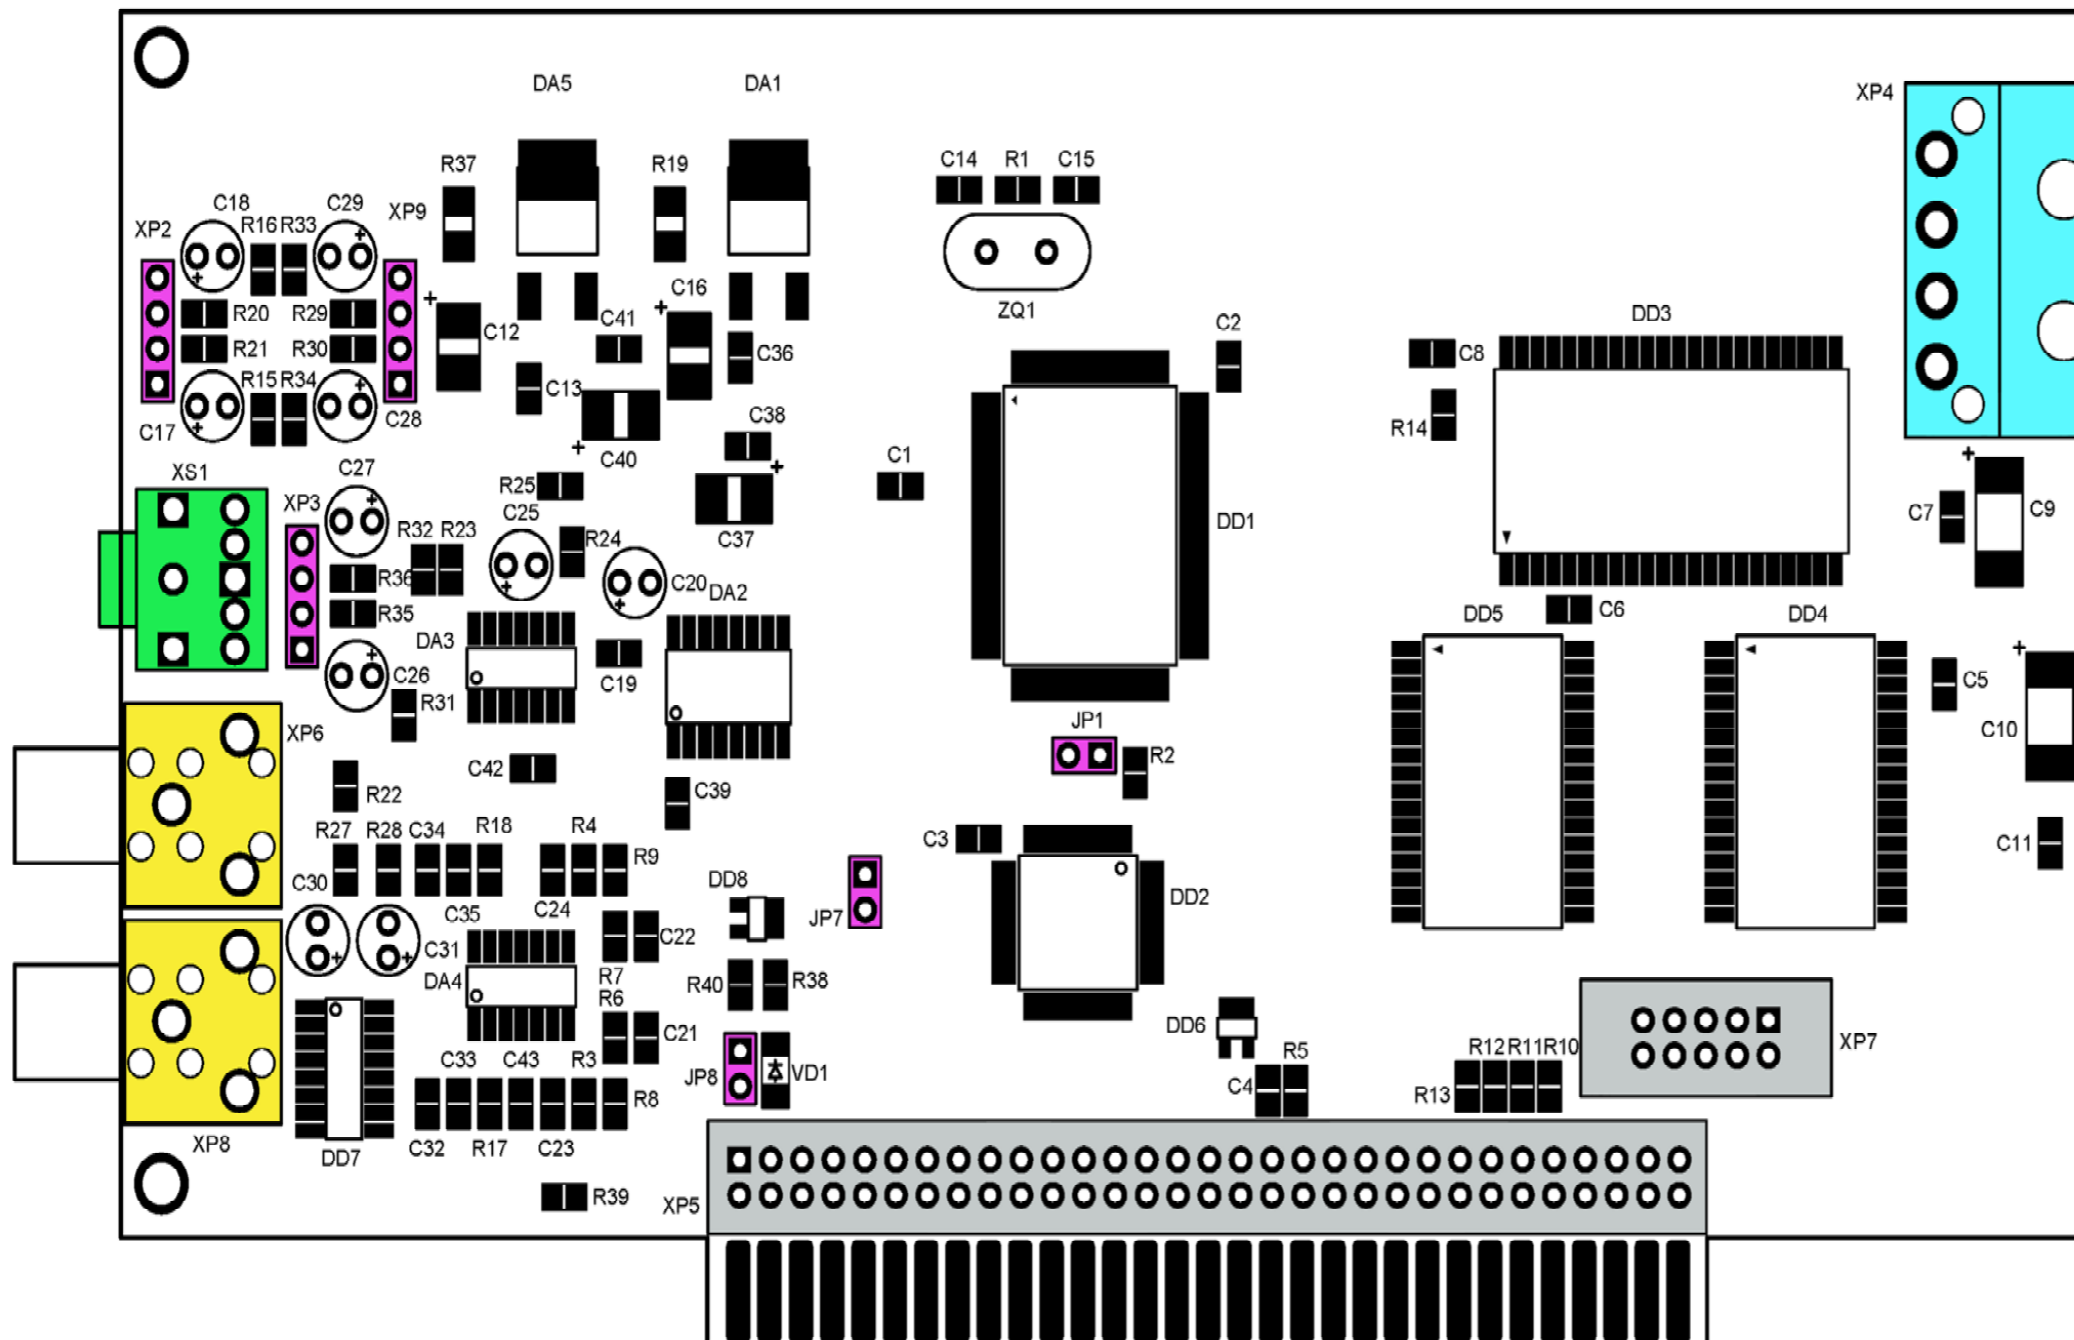 DA5 DA1
XP4
R37 R19 C14 R1 C15
C18 C29
XP9
R16 R33
XP2
C16
R20 R29
ZQ1
DD3
C41 C2
C12
R21 R30 C36 C8
R15 R34 C13
C38
C17 C28 R14
C40
C1
XS1 C27
R25
XP3
C25
C7 C9
DD1
R32 R23 R24
C37
R36 C20 DA2
C6
R35 DD5 DD4
DA3
C26 C19 C5
R31
JP1
XP6 C10
R2
C42
C39
R22
R27 R28 C34 R18 R4
C3 C11
R9
C30 DD8
DD2
C35 C24 JP7
C22
C31
DA4 R7 R40 R38
R6
DD6
C21 XP7
R5 R12 R11 R10
C33 C43 R3
JP8 VD1
C4 R13
R8
XP8
C32 R17 C23
DD7
R39 XP5